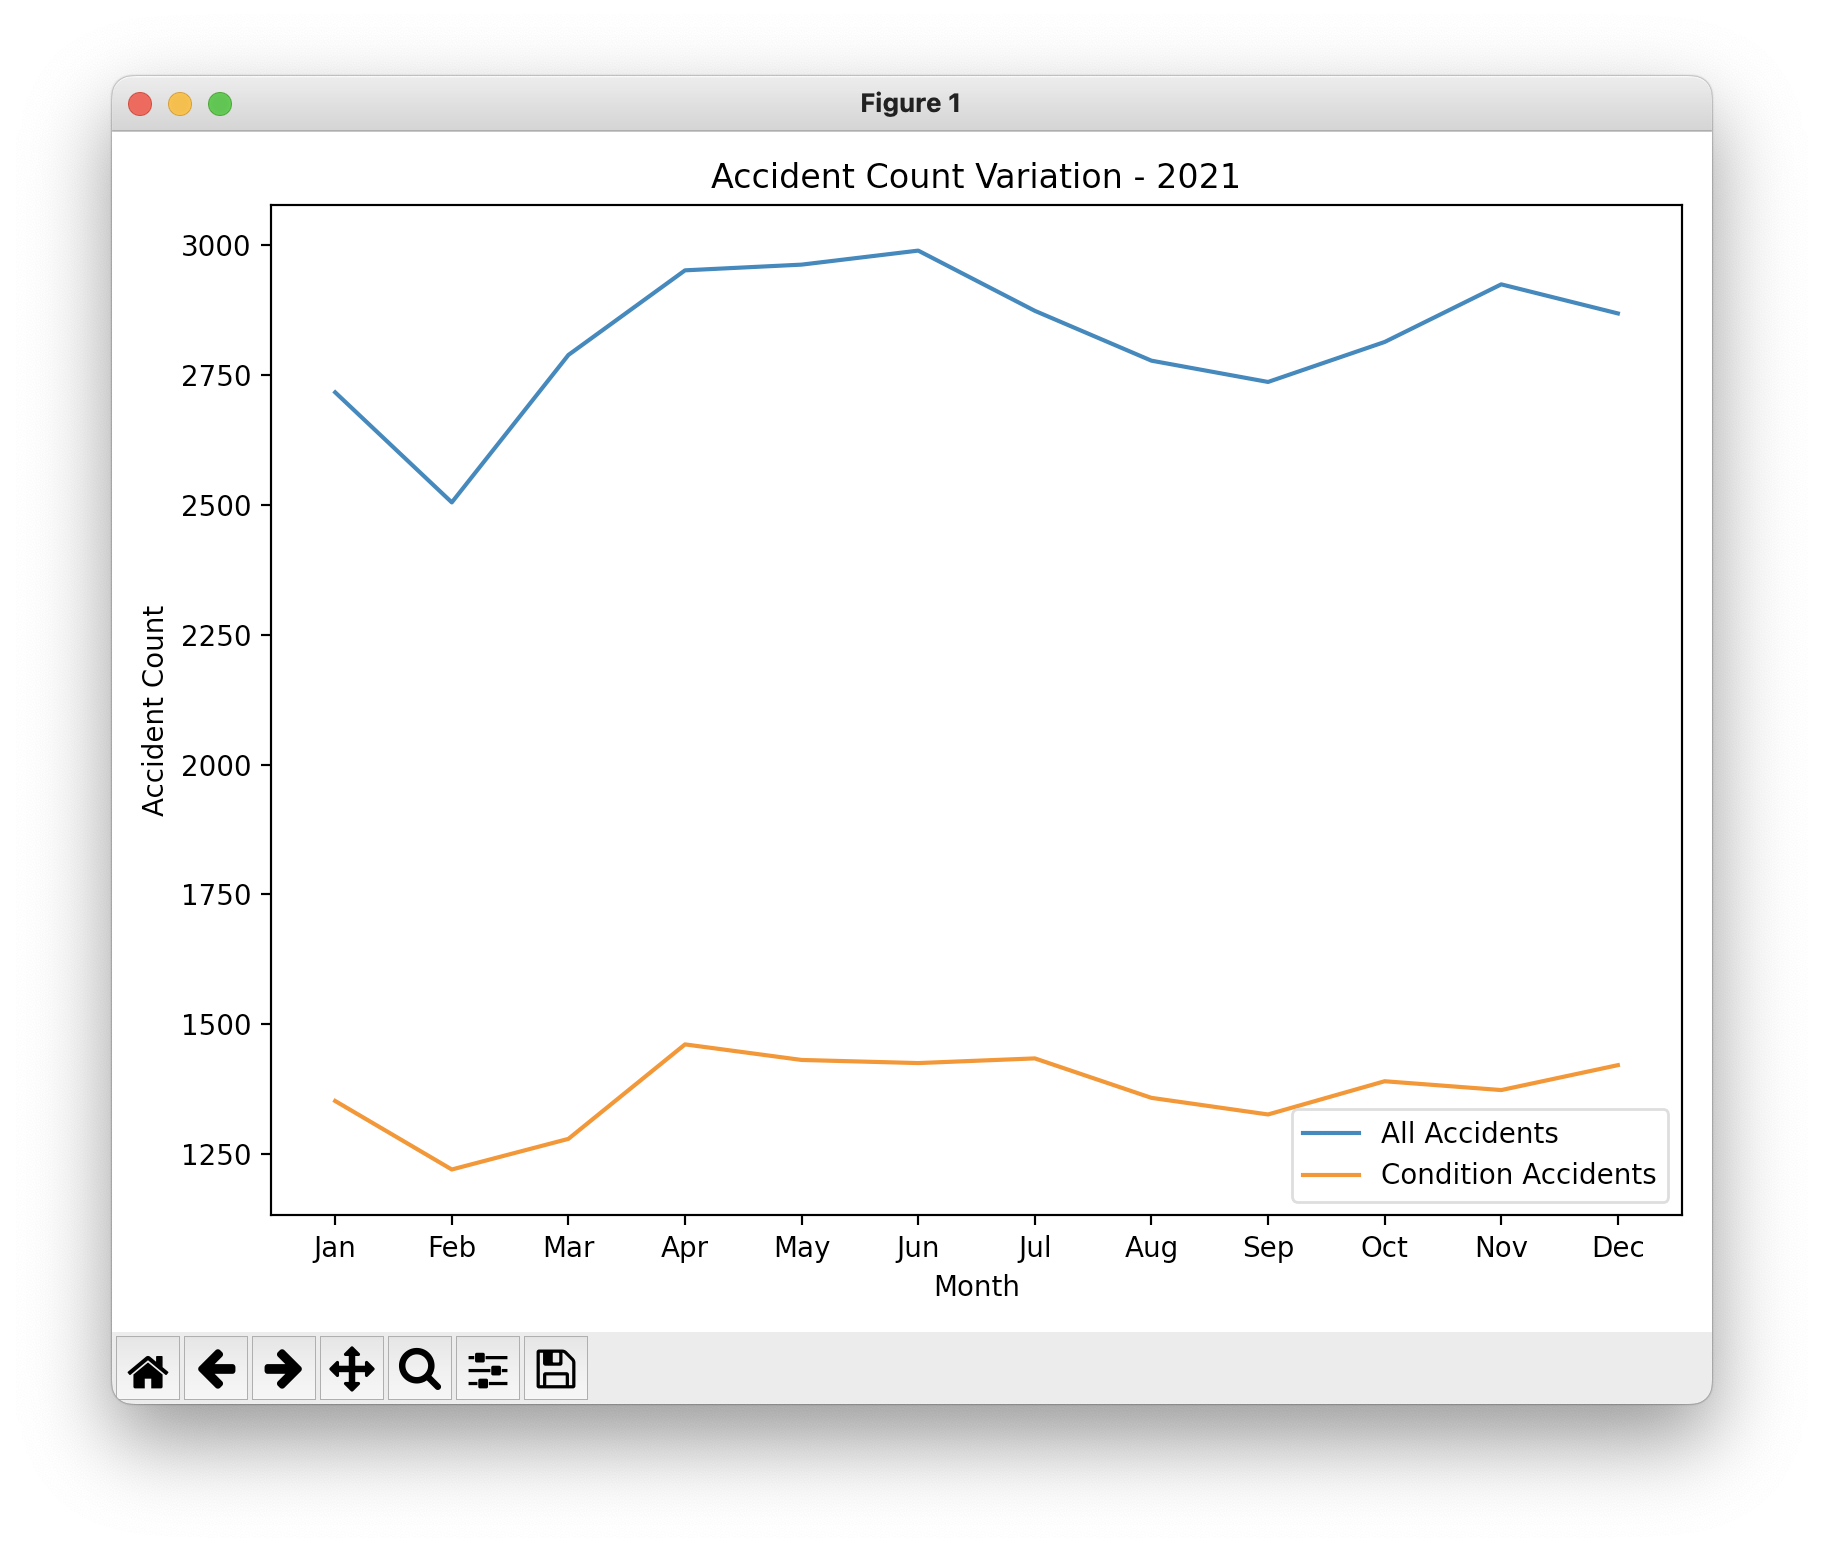 Figure 1
Accident Count Variation - 2021
3000
2750
2500
2250
2000
1750
1500
1250
Accident Count
All Accidents
Condition Accidents
Jan Feb Mar Apr May Jun Jul Aug Sep Oct Nov Dec
Month